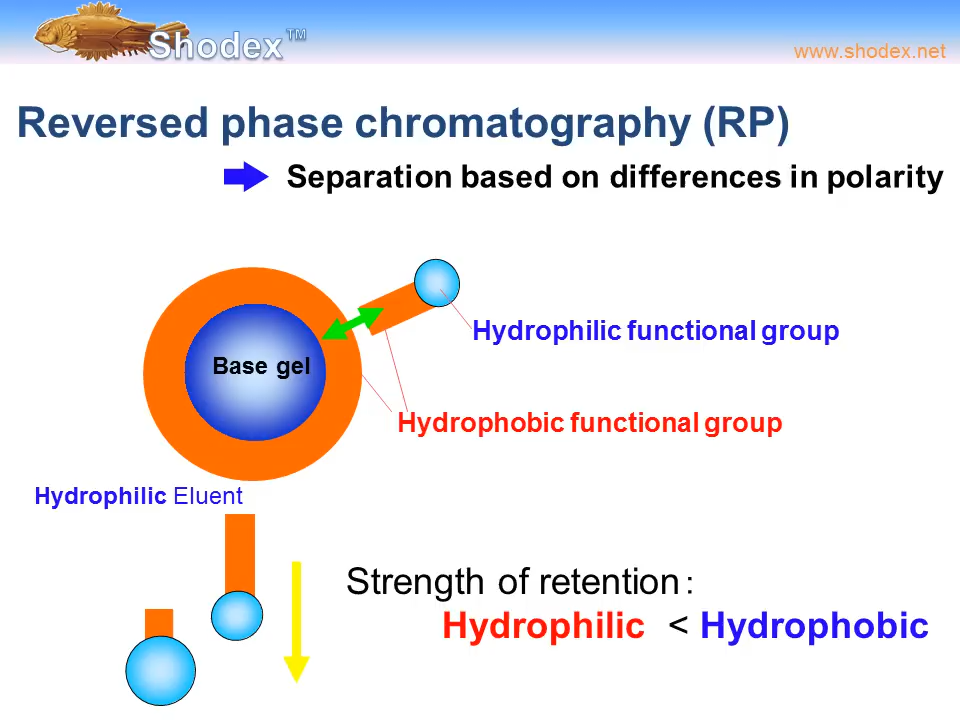 Shodex™
www.shodex.net
Reversed phase chromatography (RP)
Separation based on differences in polarity
Hydrophilic functional group
Base gel
Hydrophobic functional group
Hydrophilic Eluent
Strength of retention：
Hydrophilic < Hydrophobic